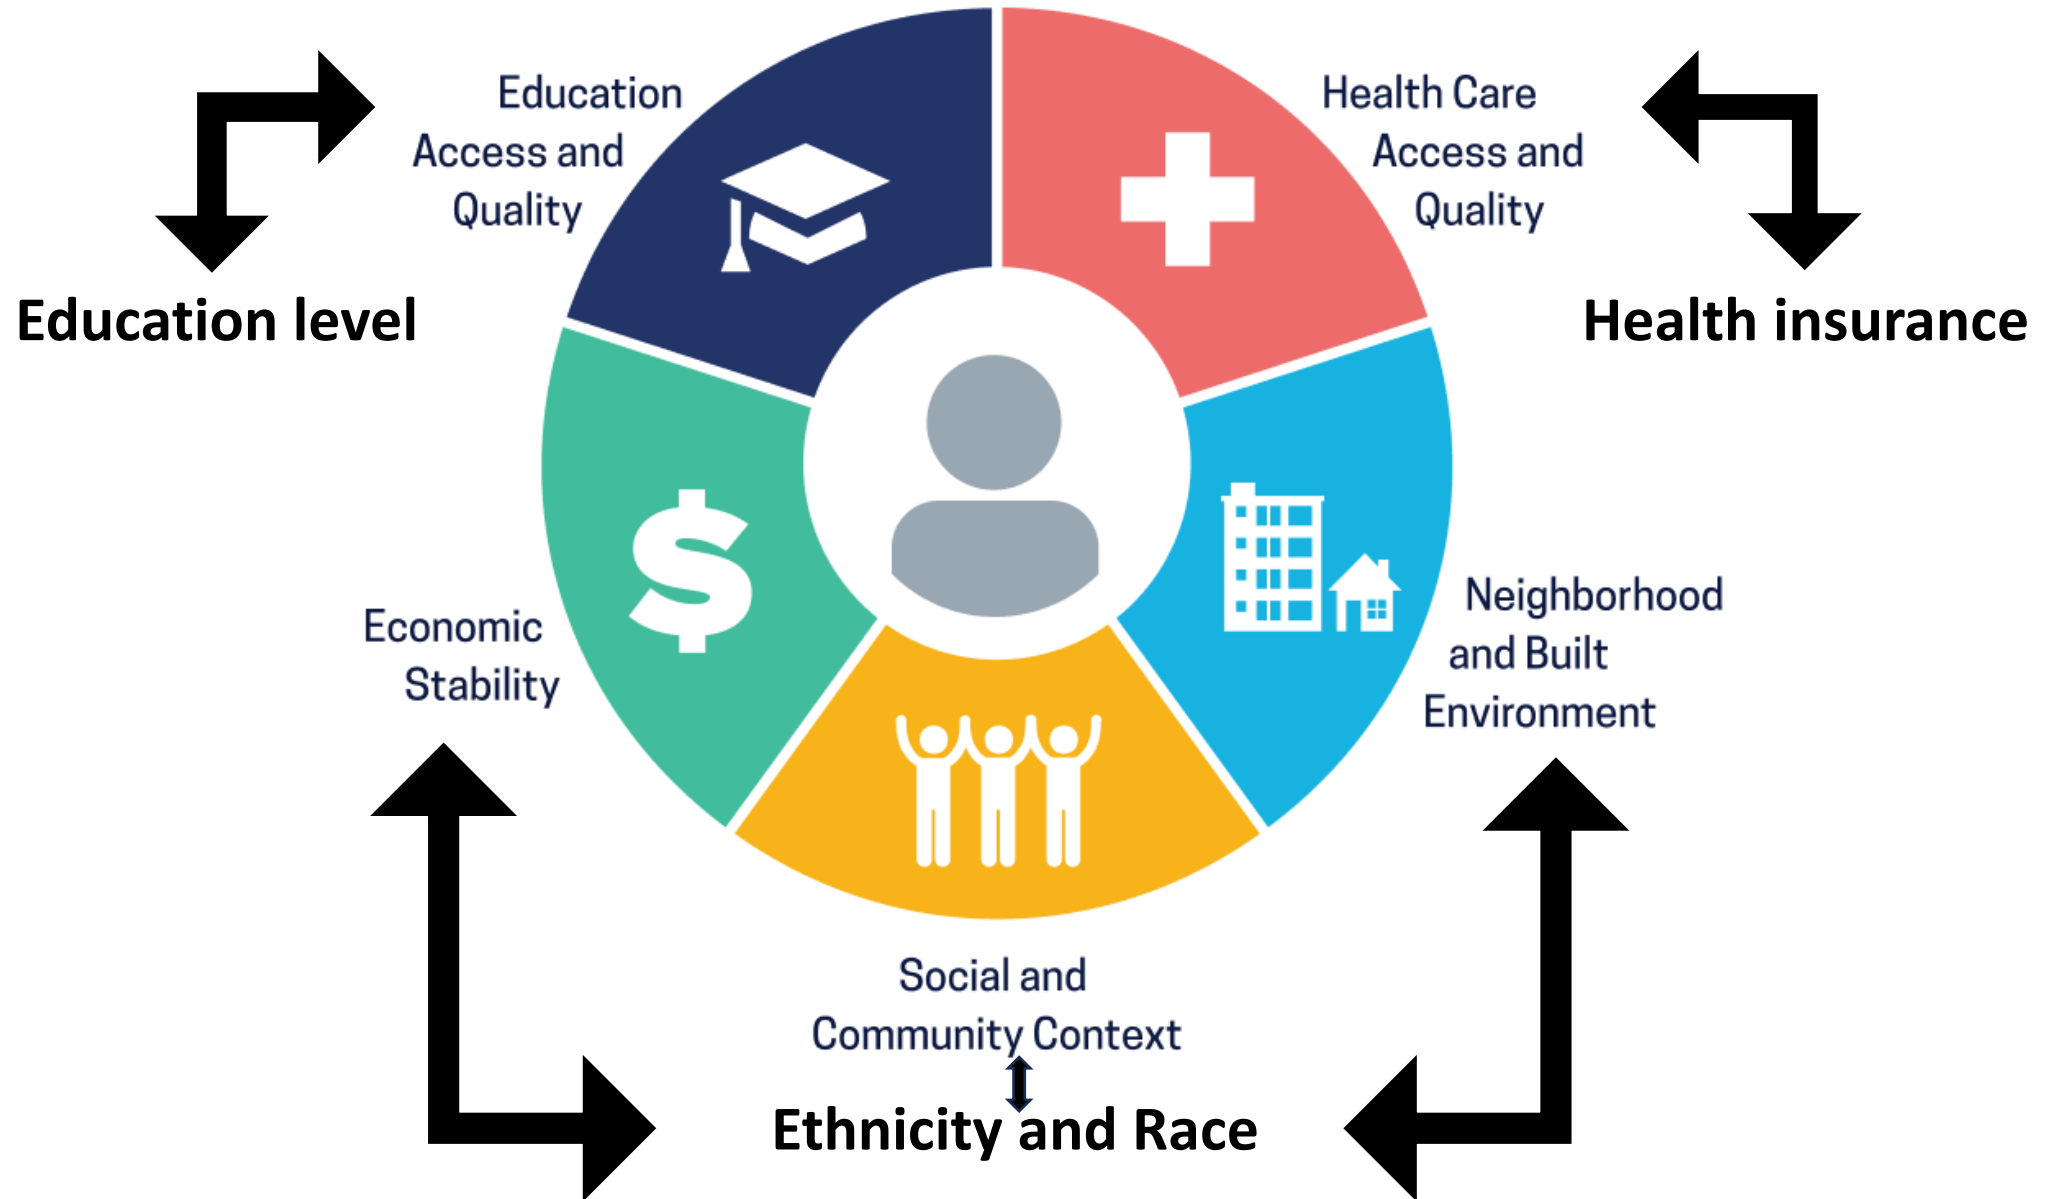 Education
Access and
Quality
Health Care
Access and
Quality
Education level
Health insurance
Economic
Stability
Neighborhood
and Built
Environment
Social and
Community Context
Ethnicity and Race